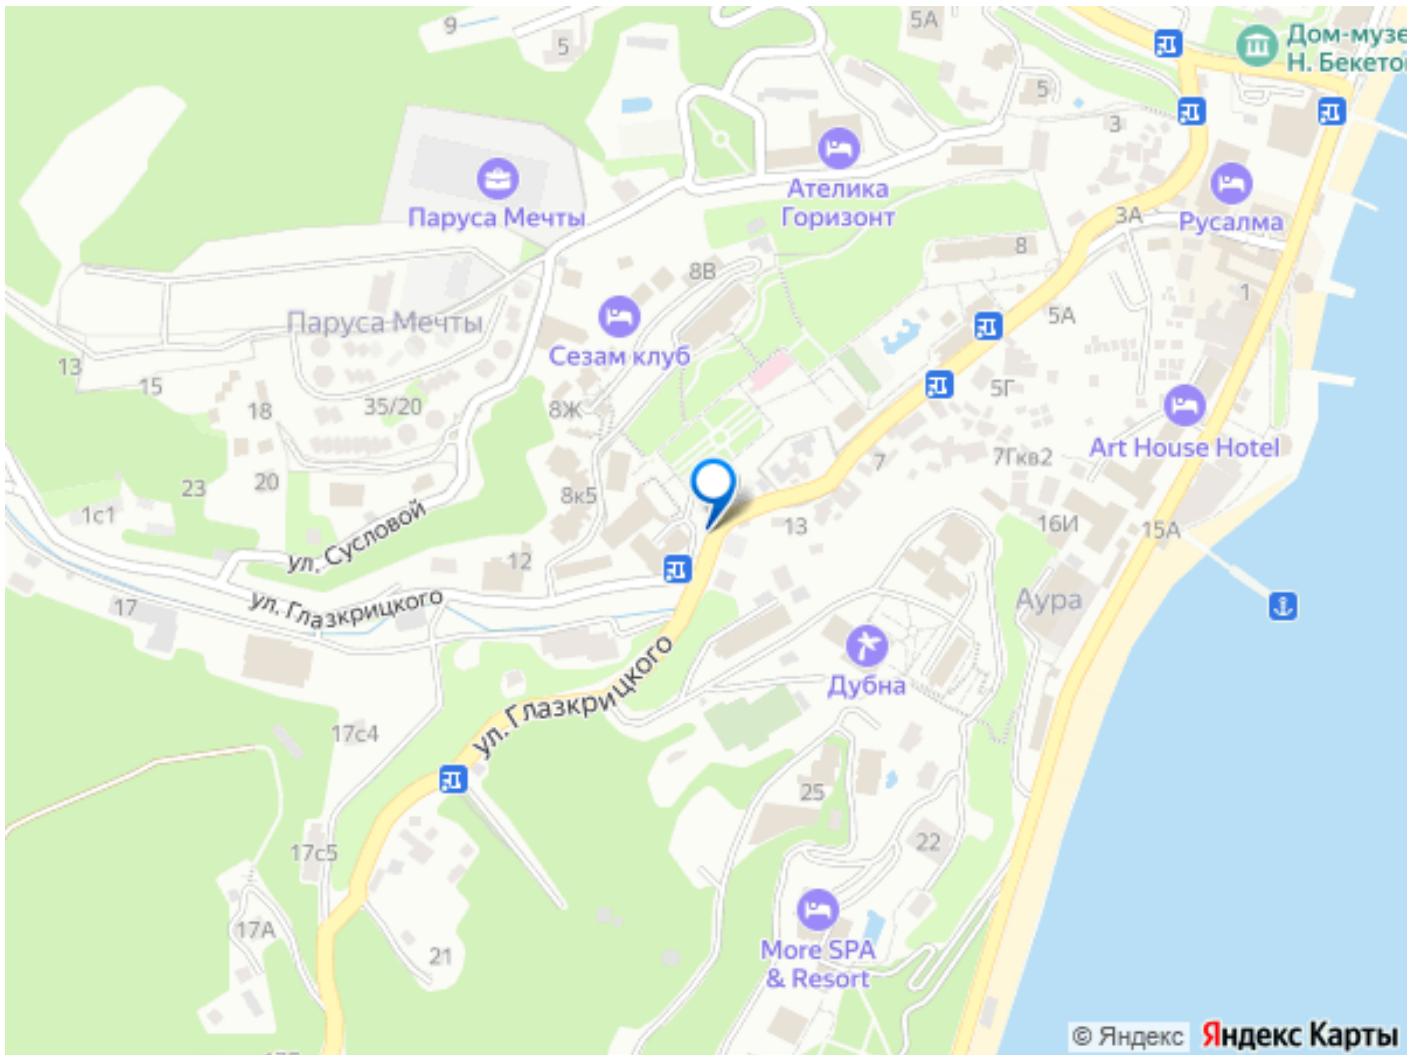 9
5
5А
Дом-музе
Н. Бекето
5
3
Ателика
Горизонт
Паруса Мечты
Русалма
3А
8
8В
1
Паруса Мечты
Сезам клуб
5А
13
15
18
35/20
8Ж
5Г
Art House Hotel
7
7Гкв2
23
20
1с1
8к5
13
16И
15А
ул. Сусловой
12
ул. Глазкрицкого
17
Аура
Дубна
ул. Глазкрицкого
17с4
25
22
17с5
17А
21
More SPA
& Resort
© Яндекс Яндекс Карты